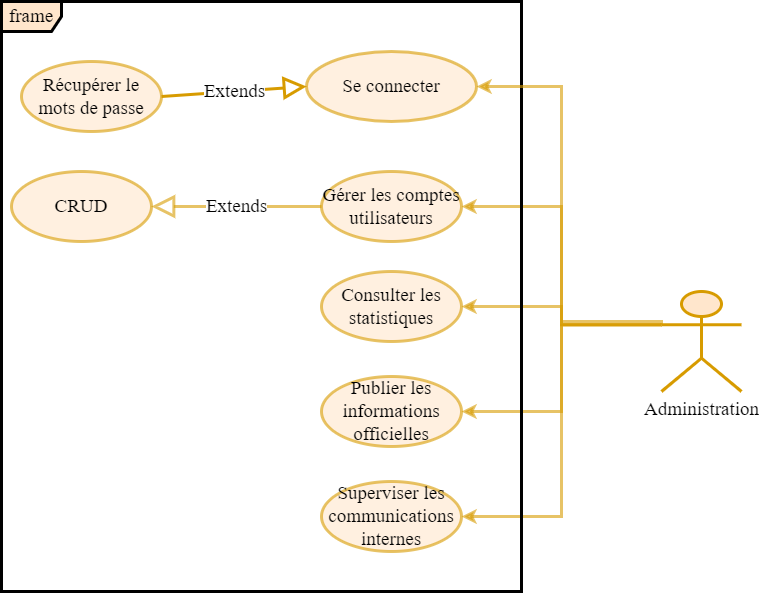 frame
Récupérer le
mots de passe
Extends
Se connecter
CRUD
Extends
Gérer les comptes
utilisateurs
Consulter les
statistiques
Publier les
informations
officielles
Superviser les
communications
internes
Administration